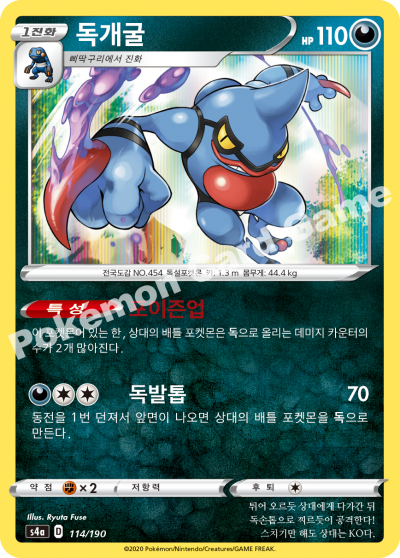 1진화
독개굴
HP 110
삐딱구리에서 진화
전국도감 NO.454 독설포켓몬 키: 1.3 m 몸무게: 44.4 kg
특성 포이즌업
이 포켓몬이 있는 한, 상대의 배틀 포켓몬은 독으로 올리는 데미지 카운터의
수가 2개 많아진다.
독발톱 70
동전을 1번 던져서 앞면이 나오면 상대의 배틀 포켓몬을 독으로
만든다.
약점 ×2 저항력 후퇴
Illus. Ryuta Fuse
s4a D 114/190
튀어 오르듯 상대에게 다가간 뒤
독손톱으로 찌르듯이 공격한다!
스치기만 해도 상대는 KO다.
©2020 Pokémon/Nintendo/Creatures/GAME FREAK.
Pokémon Card Game